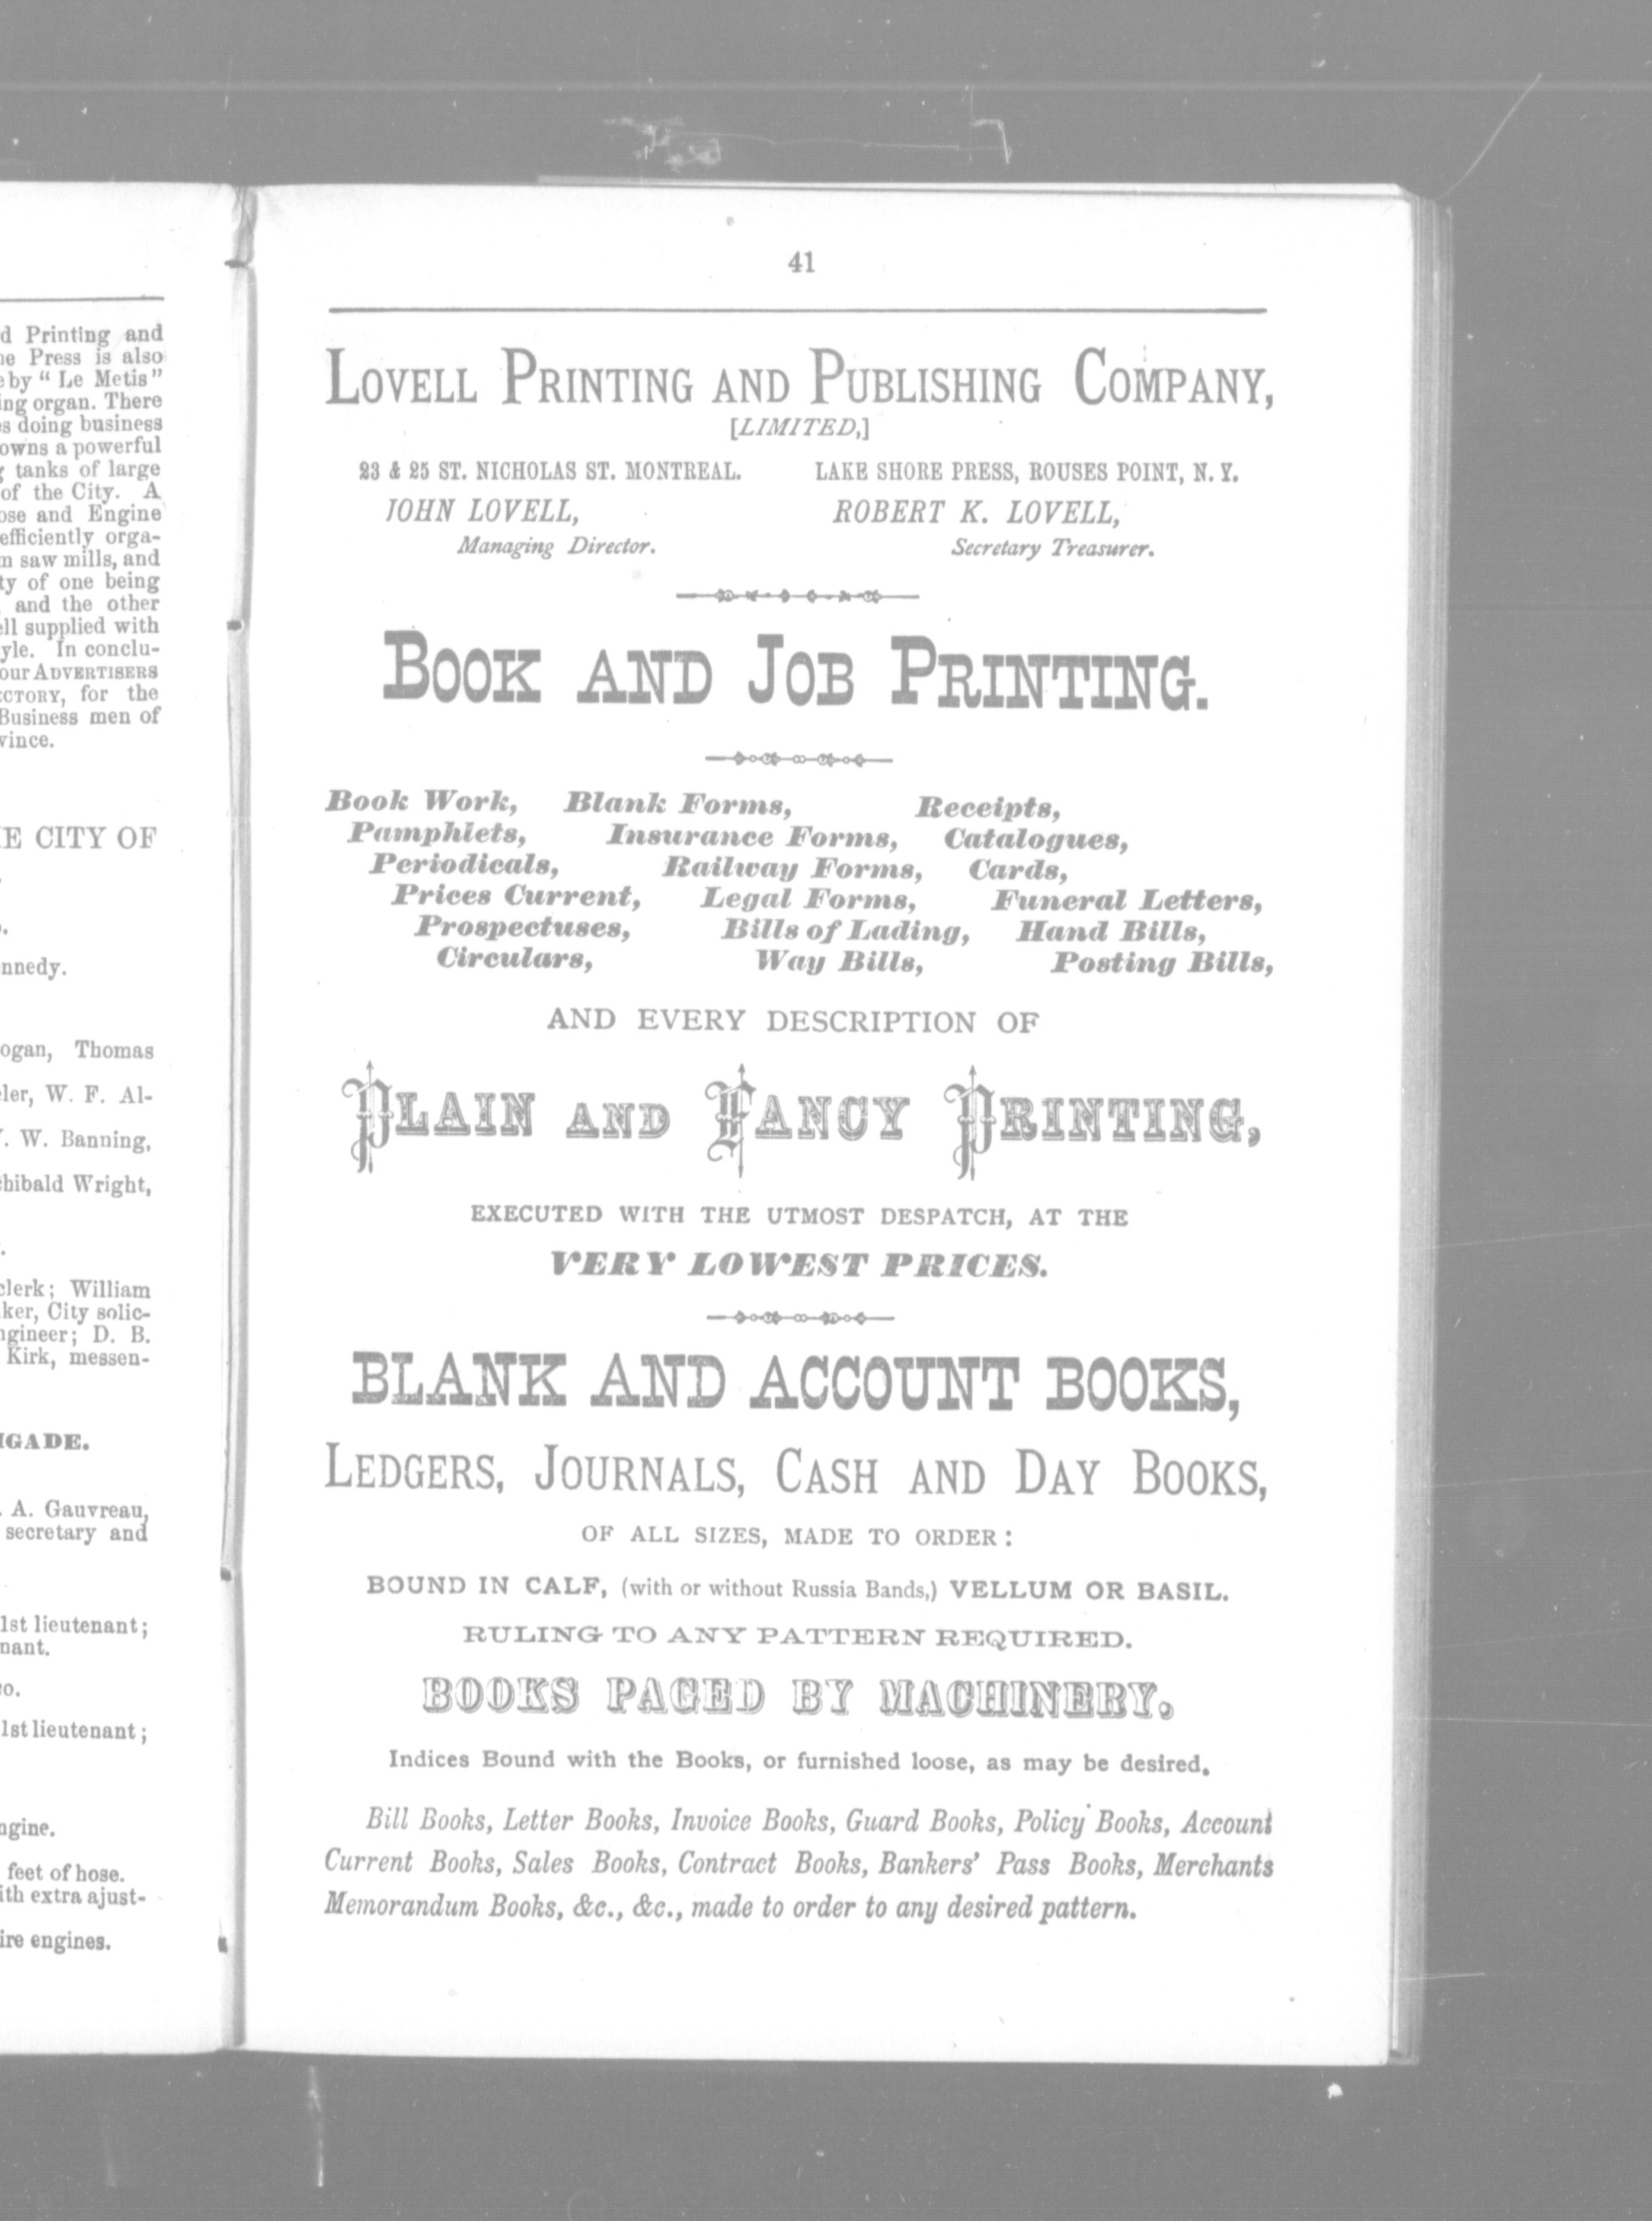 d Printing and
Press is also
by " Le Metis"
ing organ. There
s doing business
owns a powerful
tanks of large
of the City. A
ose and Engine
efficiently orga-
m saw mills, and
ty of one being
and the other
ell supplied with
yle. In conclu-
our ADVERTISERS
CTORY, for the
Business men of
vince.
E CITY OF
nnedy.
ogan, Thomas
ler, W. F. Al-
W. Banning,
chibald Wright,
clerk; William
ker, City solic-
ngineer; D. B.
Kirk, messen-
IGADE.
A. Gauvreau,
secretary and
1st lieutenant;
nant.
o.
1st lieutenant;
ngine.
feet of hose.
ith extra ajust-
ire engines.
41
LOVELL PRINTING AND PUBLISHING COMPANY,
[LIMITED,]
23 & 25 ST. NICHOLAS ST. MONTREAL. LAKE SHORE PRESS, ROUSES POINT, N. Y.
JOHN LOVELL, ROBERT K. LOVELL,
Managing Director. Secretary Treasurer.
BOOK AND JOB PRINTING.
Book Work, Blank Forms, Receipts,
Pamphlets, Insurance Forms, Catalogues,
Periodicals, Railway Forms, Cards,
Prices Current, Legal Forms, Funeral Letters,
Prospectuses, Bills of Lading, Hand Bills,
Circulars, Way Bills, Posting Bills,
AND EVERY DESCRIPTION OF
PLAIN AND FANCY PRINTING,
EXECUTED WITH THE UTMOST DESPATCH, AT THE
VERY LOWEST PRICES.
BLANK AND ACCOUNT BOOKS,
LEDGERS, JOURNALS, CASH AND DAY BOOKS,
OF ALL SIZES, MADE TO ORDER:
BOUND IN CALF, (with or without Russia Bands,) VELLUM OR BASIL.
RULING TO ANY PATTERN REQUIRED.
BOOKS PAGED BY MACHINERY.
Indices Bound with the Books, or furnished loose, as may be desired.
Bill Books, Letter Books, Invoice Books, Guard Books, Policy Books, Account
Current Books, Sales Books, Contract Books, Bankers' Pass Books, Merchants
Memorandum Books, &c., &c., made to order to any desired pattern.